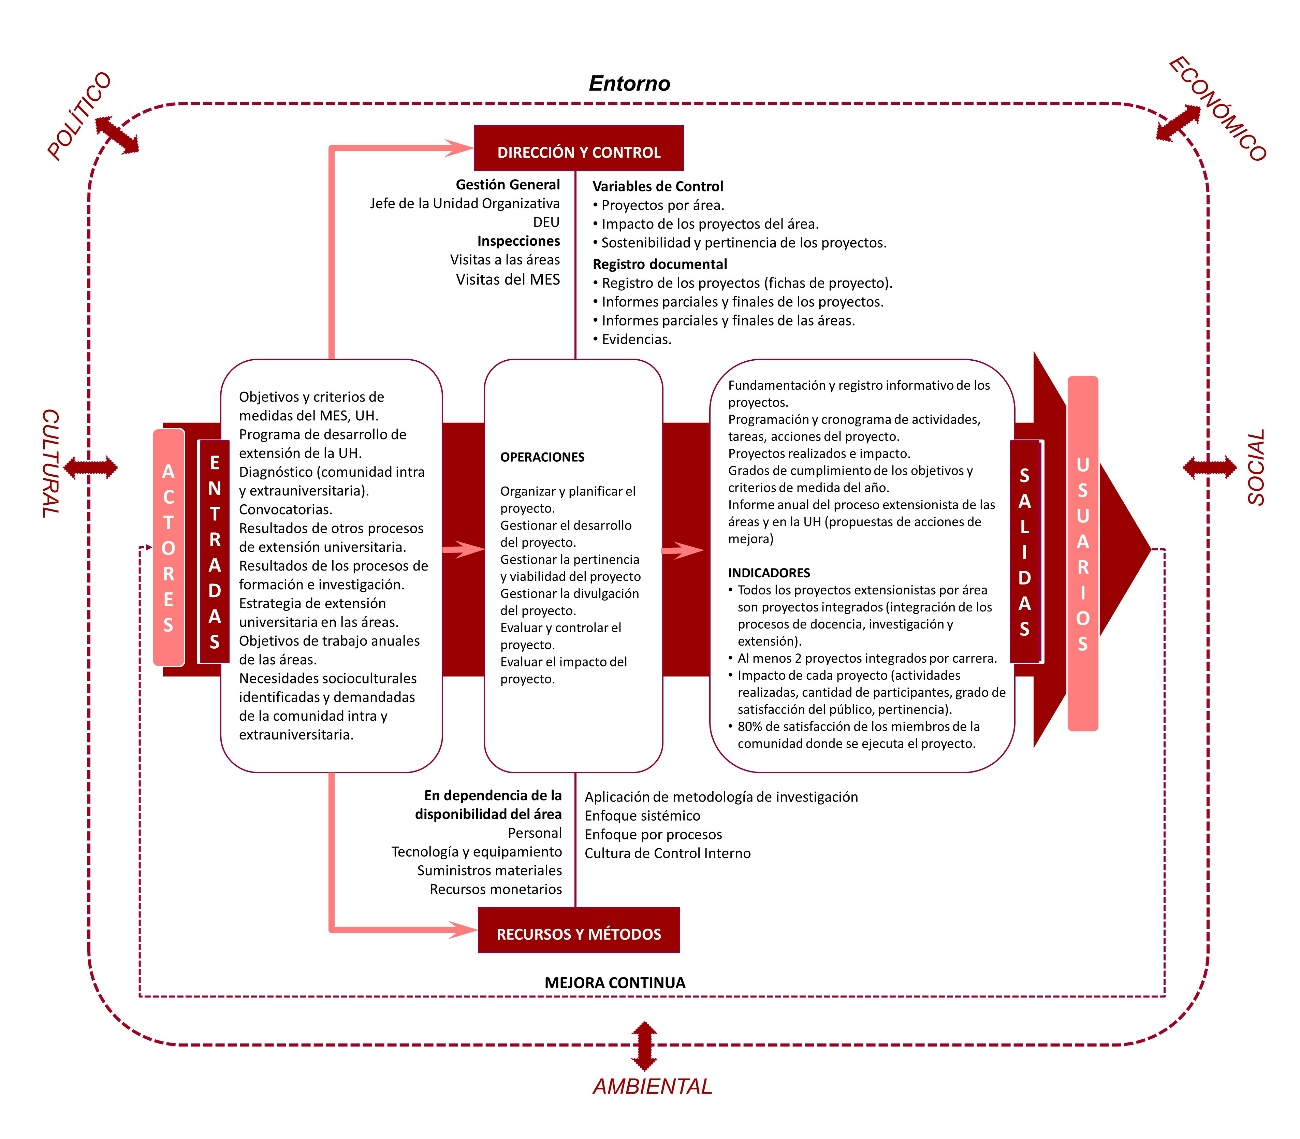 Entorno
POLÍTICO
ECONÓMICO
DIRECCIÓN Y CONTROL
Gestión General
Jefe de la Unidad Organizativa
DEU
Inspecciones
Visitas a las áreas
Visitas del MES
Variables de Control
• Proyectos por área.
• Impacto de los proyectos del área.
• Sostenibilidad y pertinencia de los proyectos.
Registro documental
• Registro de los proyectos (fichas de proyecto).
• Informes parciales y finales de los proyectos.
• Informes parciales y finales de las áreas.
• Evidencias.
CULTURAL
ACTORES
ENTRADAS
Objetivos y criterios de
medidas del MES, UH.
Programa de desarrollo de
extensión de la UH.
Diagnóstico (comunidad intra
y extrauniversitaria).
Convocatorias.
Resultados de otros procesos
de extensión universitaria.
Resultados de los procesos de
formación e investigación.
Estrategia de extensión
universitaria en las áreas.
Objetivos de trabajo anuales
de las áreas.
Necesidades socioculturales
identificadas y demandadas
de la comunidad intra y
extrauniversitaria.
OPERACIONES
Organizar y planificar el
proyecto.
Gestionar el desarrollo
del proyecto.
Gestionar la pertinencia
y viabilidad del proyecto
Gestionar la divulgación
del proyecto.
Evaluar y controlar el
proyecto.
Evaluar el impacto del
proyecto.
Fundamentación y registro informativo de los
proyectos.
Programación y cronograma de actividades,
tareas, acciones del proyecto.
Proyectos realizados e impacto.
Grados de cumplimiento de los objetivos y
criterios de medida del año.
Informe anual del proceso extensionista de las
áreas y en la UH (propuestas de acciones de
mejora)
INDICADORES
• Todos los proyectos extensionistas por área
son proyectos integrados (integración de los
procesos de docencia, investigación y
extensión).
• Al menos 2 proyectos integrados por carrera.
• Impacto de cada proyecto (actividades
realizadas, cantidad de participantes, grado de
satisfacción del público, pertinencia).
• 80% de satisfacción de los miembros de la
comunidad donde se ejecuta el proyecto.
SALIDAS
USUARIOS
SOCIAL
En dependencia de la
disponibilidad del área
Personal
Tecnología y equipamiento
Suministros materiales
Recursos monetarios
Aplicación de metodología de investigación
Enfoque sistémico
Enfoque por procesos
Cultura de Control Interno
RECURSOS Y MÉTODOS
MEJORA CONTINUA
AMBIENTAL